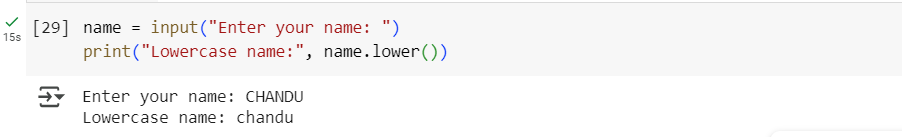 [29] name = input("Enter your name: ")
15s print("Lowercase name:", name.lower())
Enter your name: CHANDU
Lowercase name: chandu